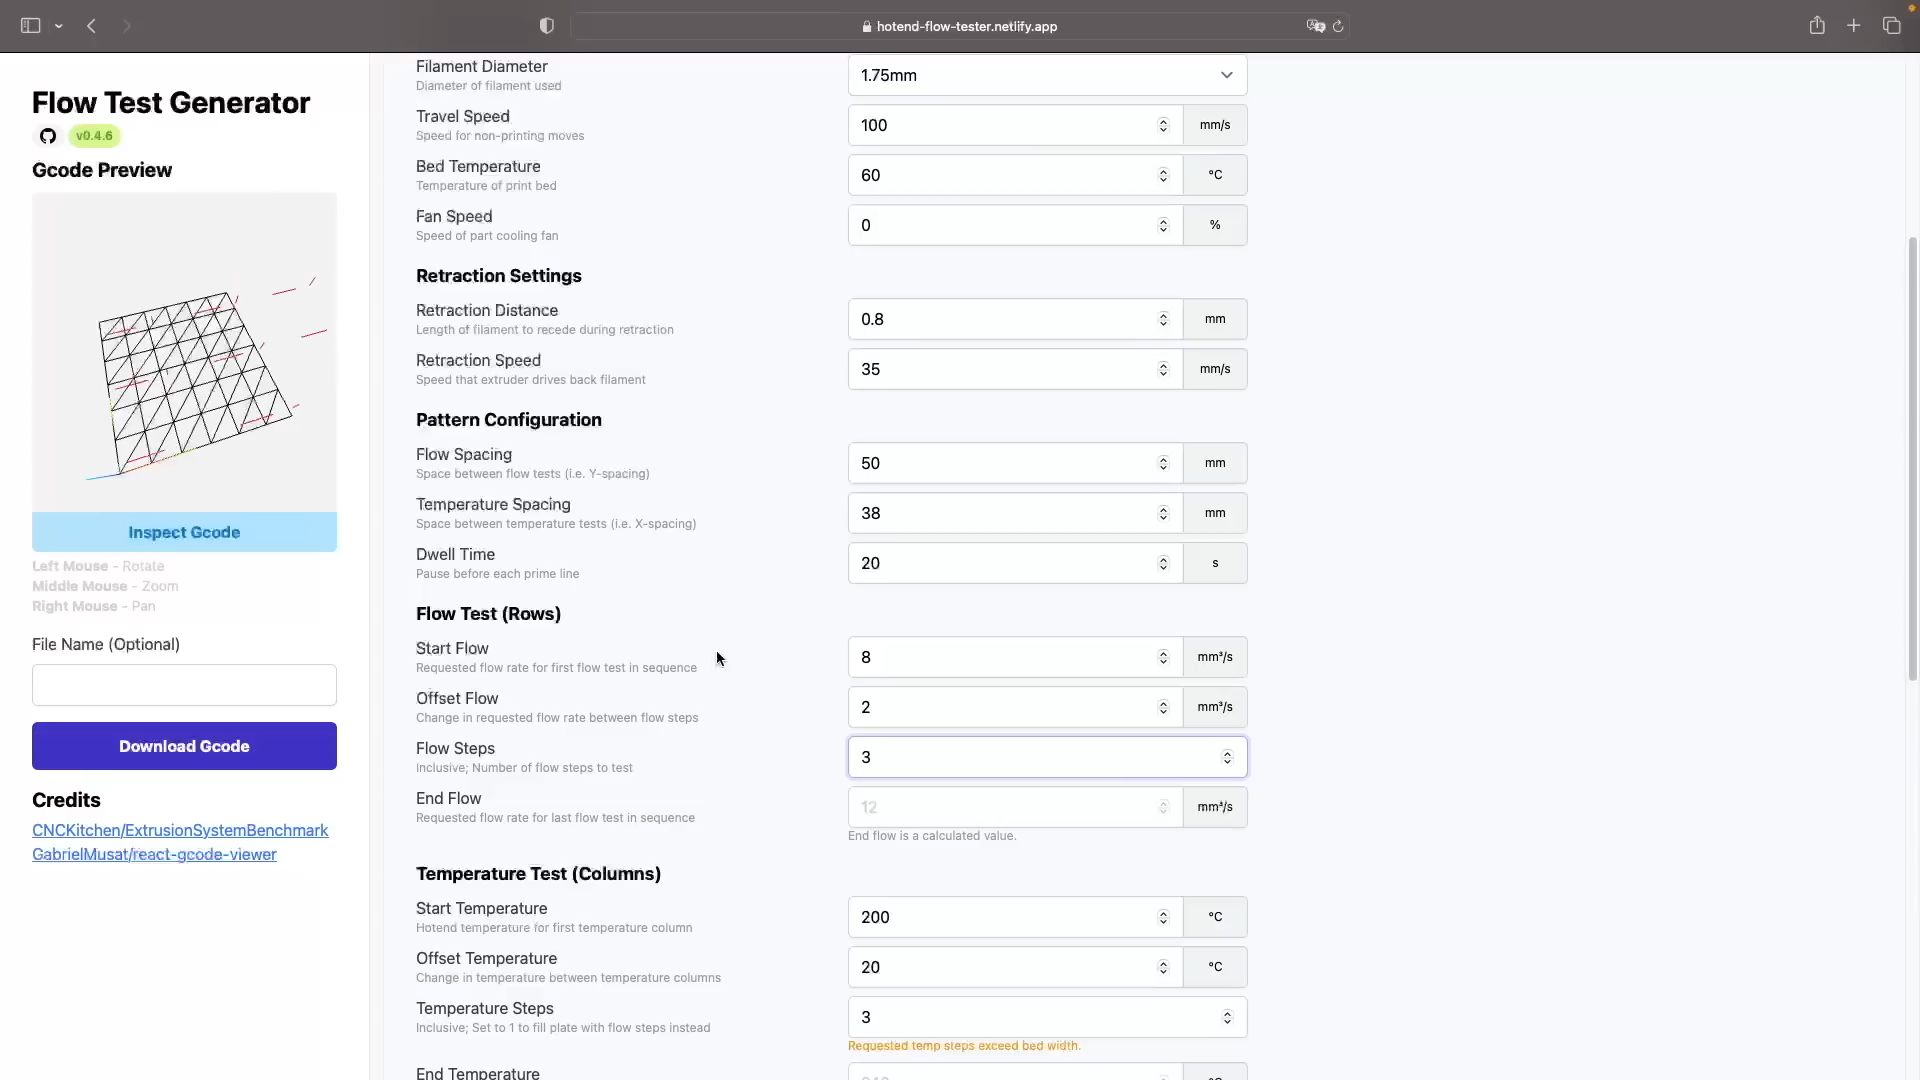 hotend-flow-tester.netlify.app
Flow Test Generator
v0.4.6
Gcode Preview
Inspect Gcode
Left Mouse - Rotate
Middle Mouse - Zoom
Right Mouse - Pan
File Name (Optional)
Download Gcode
Credits
CNCKitchen/ExtrusionSystemBenchmark
GabrielMusat/react-gcode-viewer
Filament Diameter
Diameter of filament used
1.75mm
Travel Speed
Speed for non-printing moves
100 mm/s
Bed Temperature
Temperature of print bed
60 °C
Fan Speed
Speed of part cooling fan
0 %
Retraction Settings
Retraction Distance
Length of filament to recede during retraction
0.8 mm
Retraction Speed
Speed that extruder drives back filament
35 mm/s
Pattern Configuration
Flow Spacing
Space between flow tests (i.e. Y-spacing)
50 mm
Temperature Spacing
Space between temperature tests (i.e. X-spacing)
38 mm
Dwell Time
Pause before each prime line
20 s
Flow Test (Rows)
Start Flow
Requested flow rate for first flow test in sequence
8 mm³/s
Offset Flow
Change in requested flow rate between flow steps
2 mm³/s
Flow Steps
Inclusive; Number of flow steps to test
3
End Flow
Requested flow rate for last flow test in sequence
12 mm³/s
End flow is a calculated value.
Temperature Test (Columns)
Start Temperature
Hotend temperature for first temperature column
200 °C
Offset Temperature
Change in temperature between temperature columns
20 °C
Temperature Steps
Inclusive; Set to 1 to fill plate with flow steps instead
3
Requested temp steps exceed bed width.
End Temperature